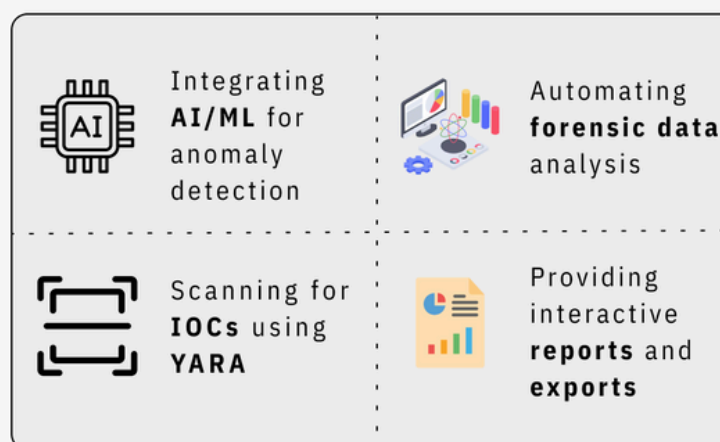 AI
Integrating
AI/ML for
anomaly
detection
Automating
forensic data
analysis
Scanning for
IOCs using
YARA
Providing
interactive
reports and
exports